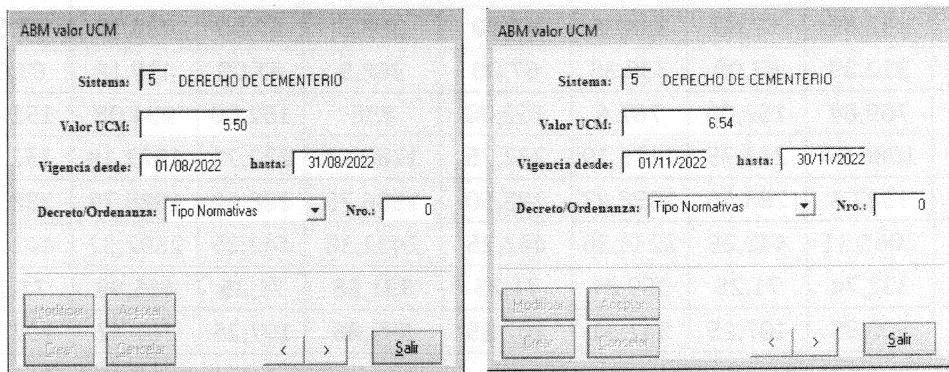 ABM valor UCM
Sistema: 5 DERECHO DE CEMENTERIO
Valor UCM: 5.50
Vigencia desde: 01/08/2022 hasta: 31/08/2022
Decreto/Ordenanza: Tipo Normativas Nro.: 0
Modificar Aceptar
Crear Cancelar < > Salir
ABM valor UCM
Sistema: 5 DERECHO DE CEMENTERIO
Valor UCM: 6.54
Vigencia desde: 01/11/2022 hasta: 30/11/2022
Decreto/Ordenanza: Tipo Normativas Nro.: 0
Modificar Aceptar
Crear Cancelar < > Salir